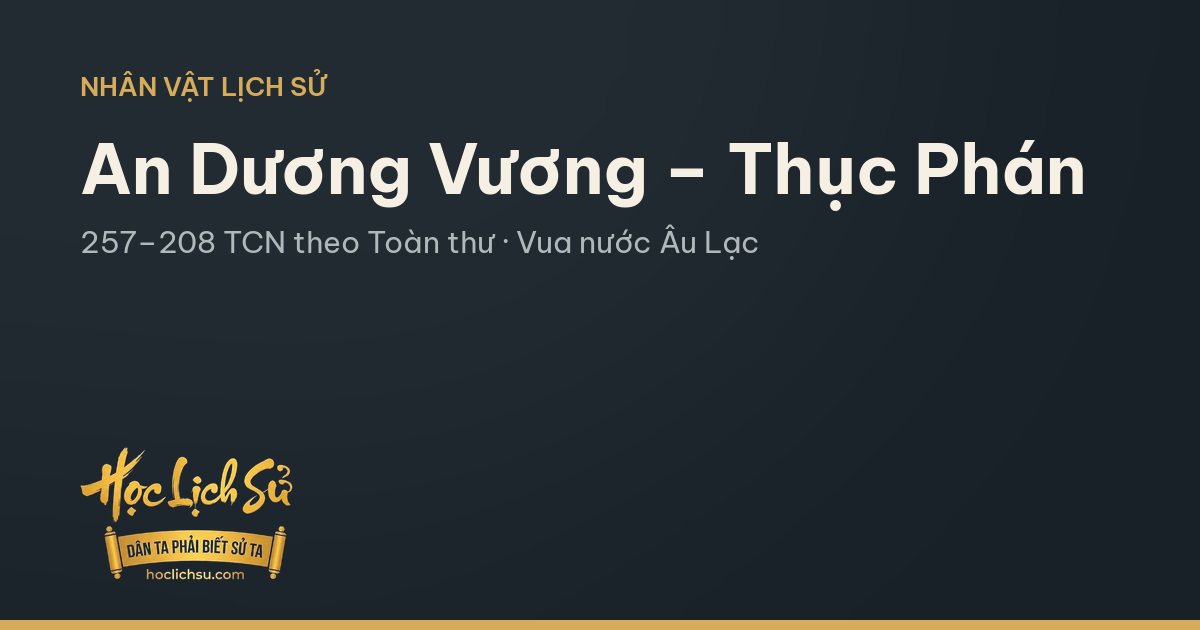 NHÂN VẬT LỊCH SỬ
An Dương Vương – Thục Phán
257–208 TCN theo Toàn thư · Vua nước Âu Lạc
Học Lịch Sử
DÂN TA PHẢI BIẾT SỬ TA
hoclichsu.com